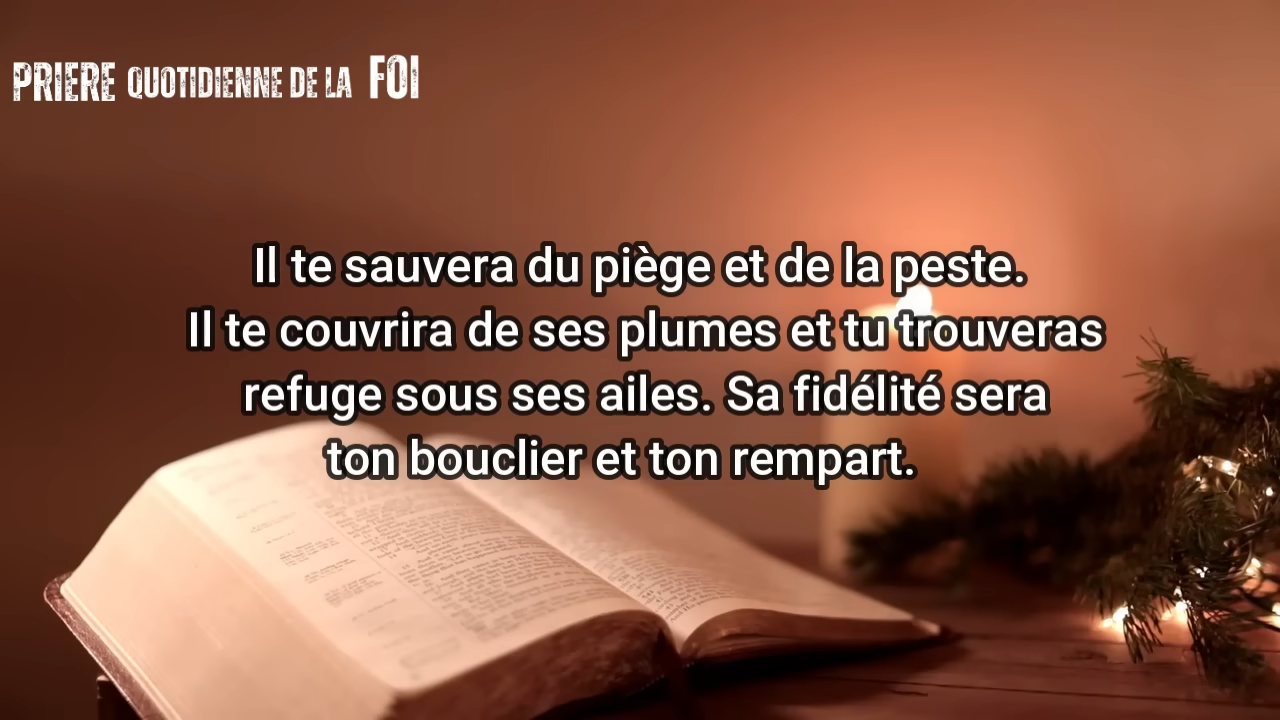 PRIERE QUOTIDIENNE DE LA FOI
Il te sauvera du piège et de la peste.
Il te couvrira de ses plumes et tu trouveras
refuge sous ses ailes. Sa fidélité sera
ton bouclier et ton rempart.